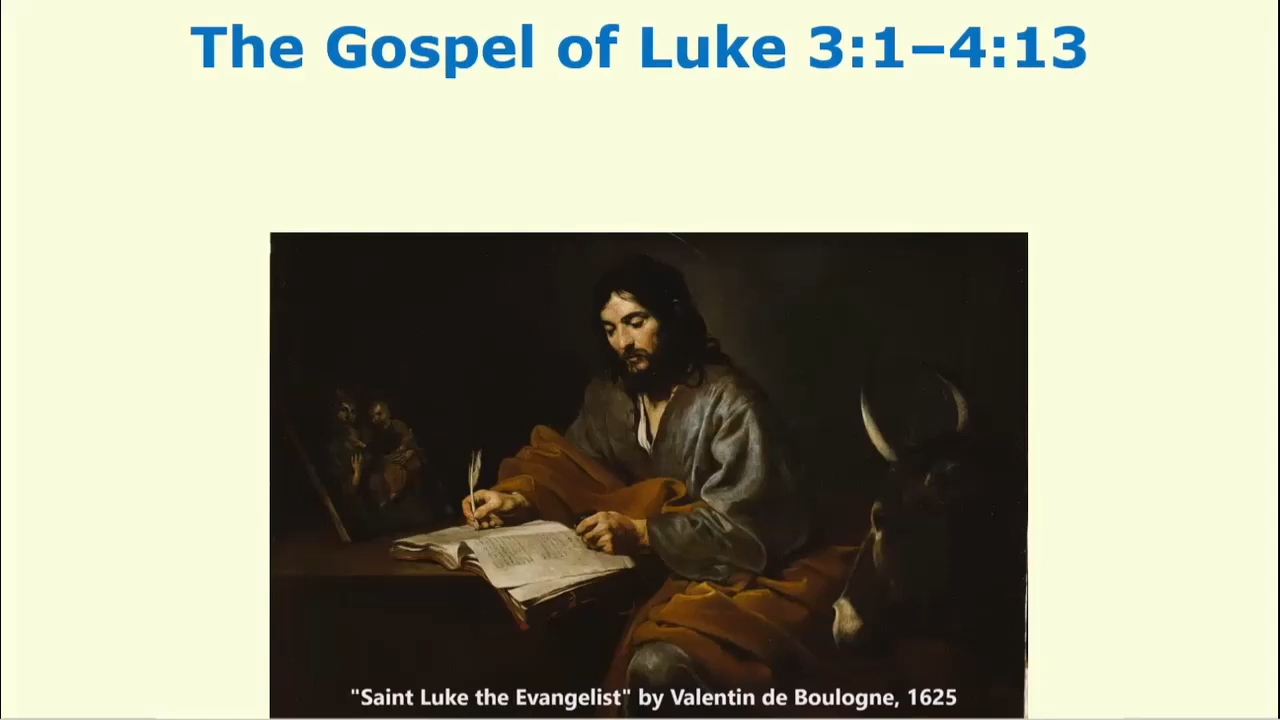 The Gospel of Luke 3:1–4:13
"Saint Luke the Evangelist" by Valentin de Boulogne, 1625